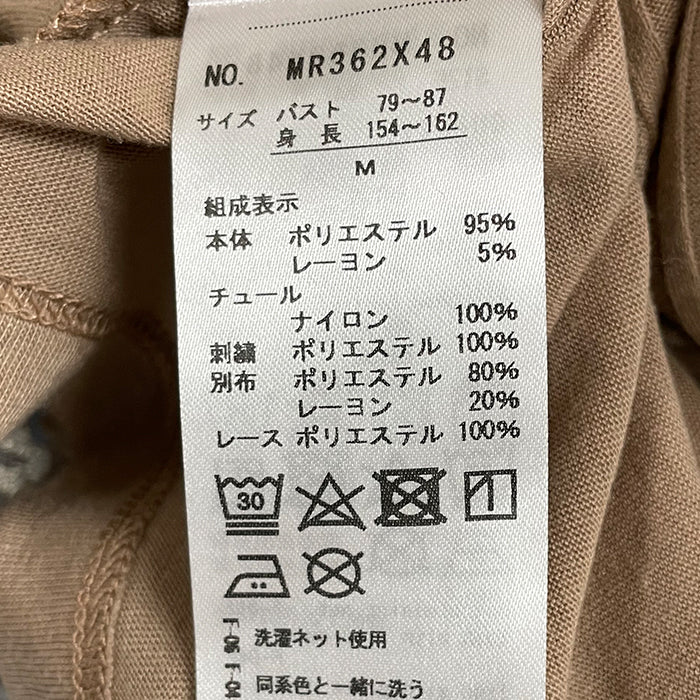 NO. MR362X48
サイズ バスト 79～87
身長 154～162
M
組成表示
本体 ポリエステル 95%
レーヨン 5%
チュール
ナイロン 100%
刺繍 ポリエステル 100%
別布 ポリエステル 80%
レーヨン 20%
レース ポリエステル 100%
30
F-06 洗濯ネット使用
F-04 同系色と一緒に洗う